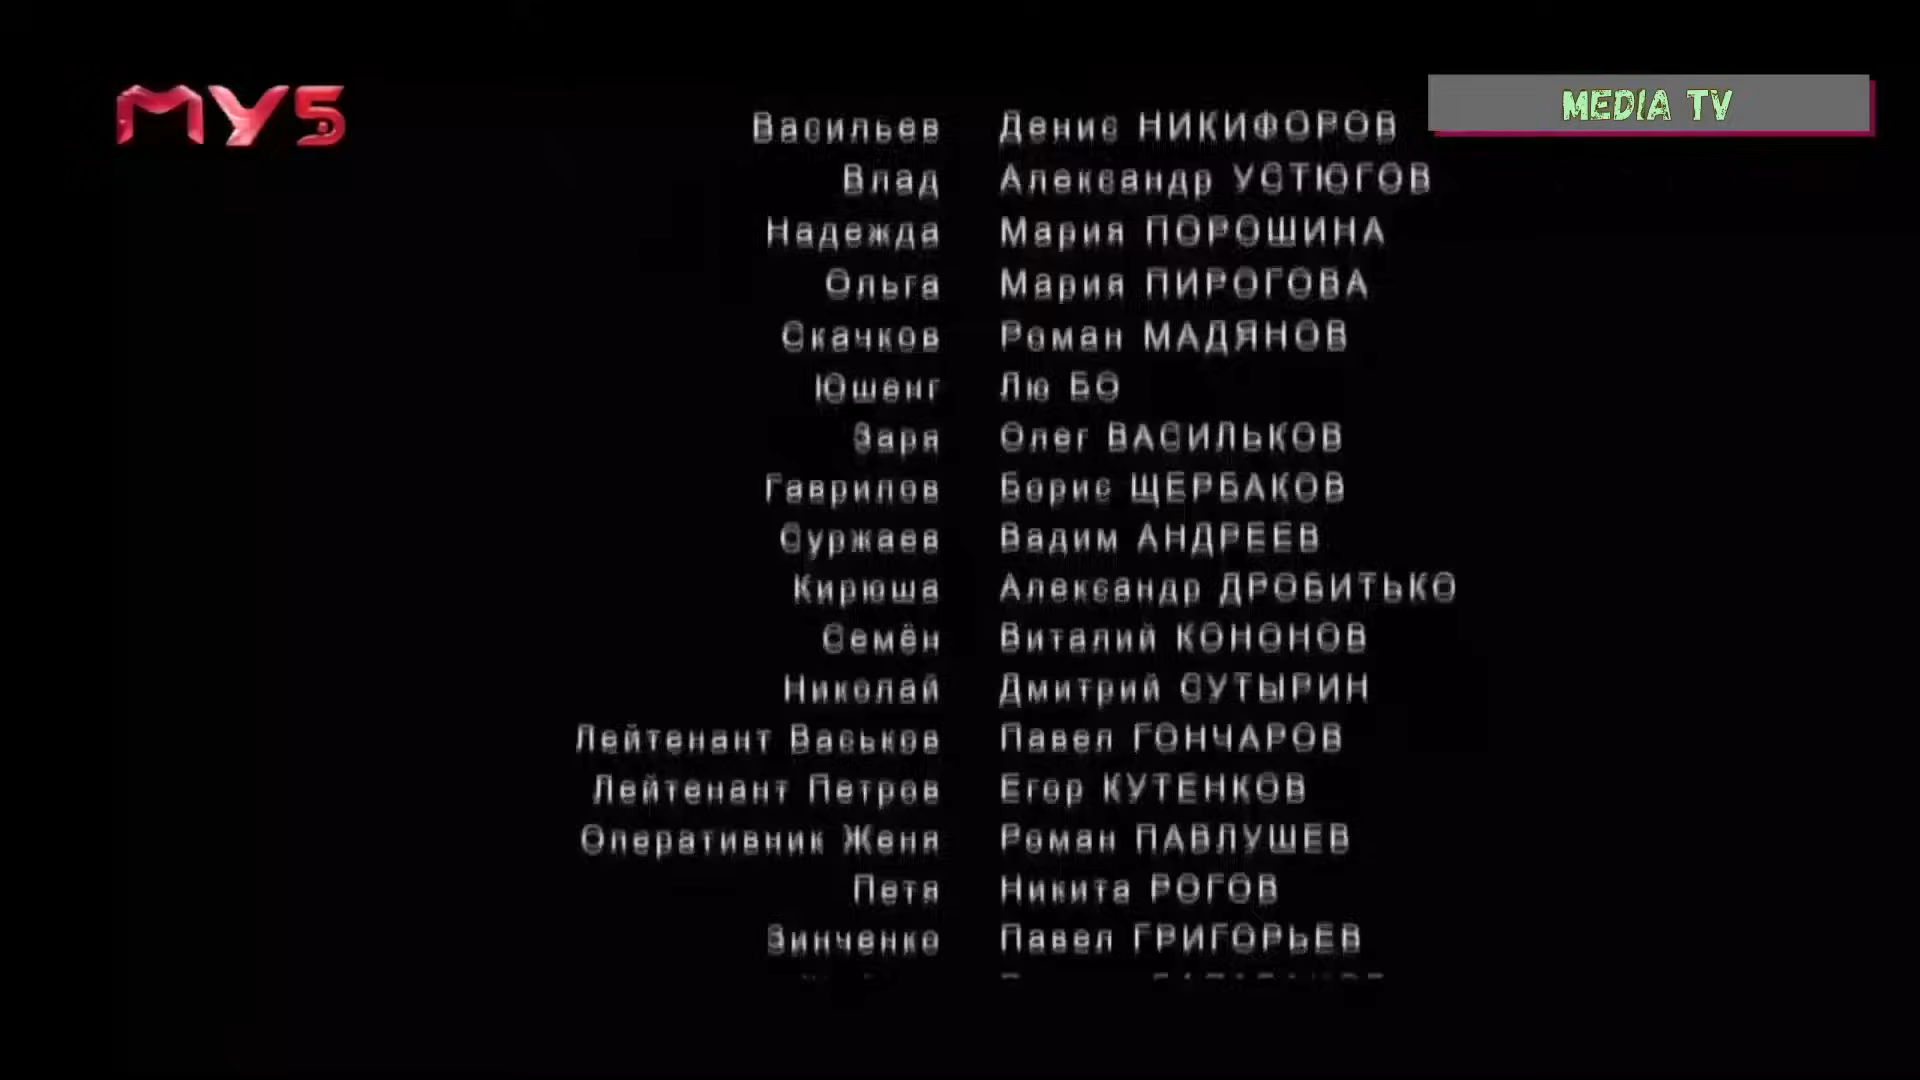 МУ5
MEDIA TV
Васильев Денис НИКИФОРОВ
Влад Александр УСТЮГОВ
Надежда Мария ПОРОШИНА
Ольга Мария ПИРОГОВА
Скачков Роман МАДЯНОВ
Юшенг Лю БО
Заря Олег ВАСИЛЬКОВ
Гаврилов Борис ЩЕРБАКОВ
Суржаев Вадим АНДРЕЕВ
Кирюша Александр ДРОБИТЬКО
Семён Виталий КОНОНОВ
Николай Дмитрий СУТЫРИН
Лейтенант Васьков Павел ГОНЧАРОВ
Лейтенант Петров Егор КУТЕНКОВ
Оперативник Женя Роман ПАВЛУШЕВ
Петя Никита РОГОВ
Зинченко Павел ГРИГОРЬЕВ